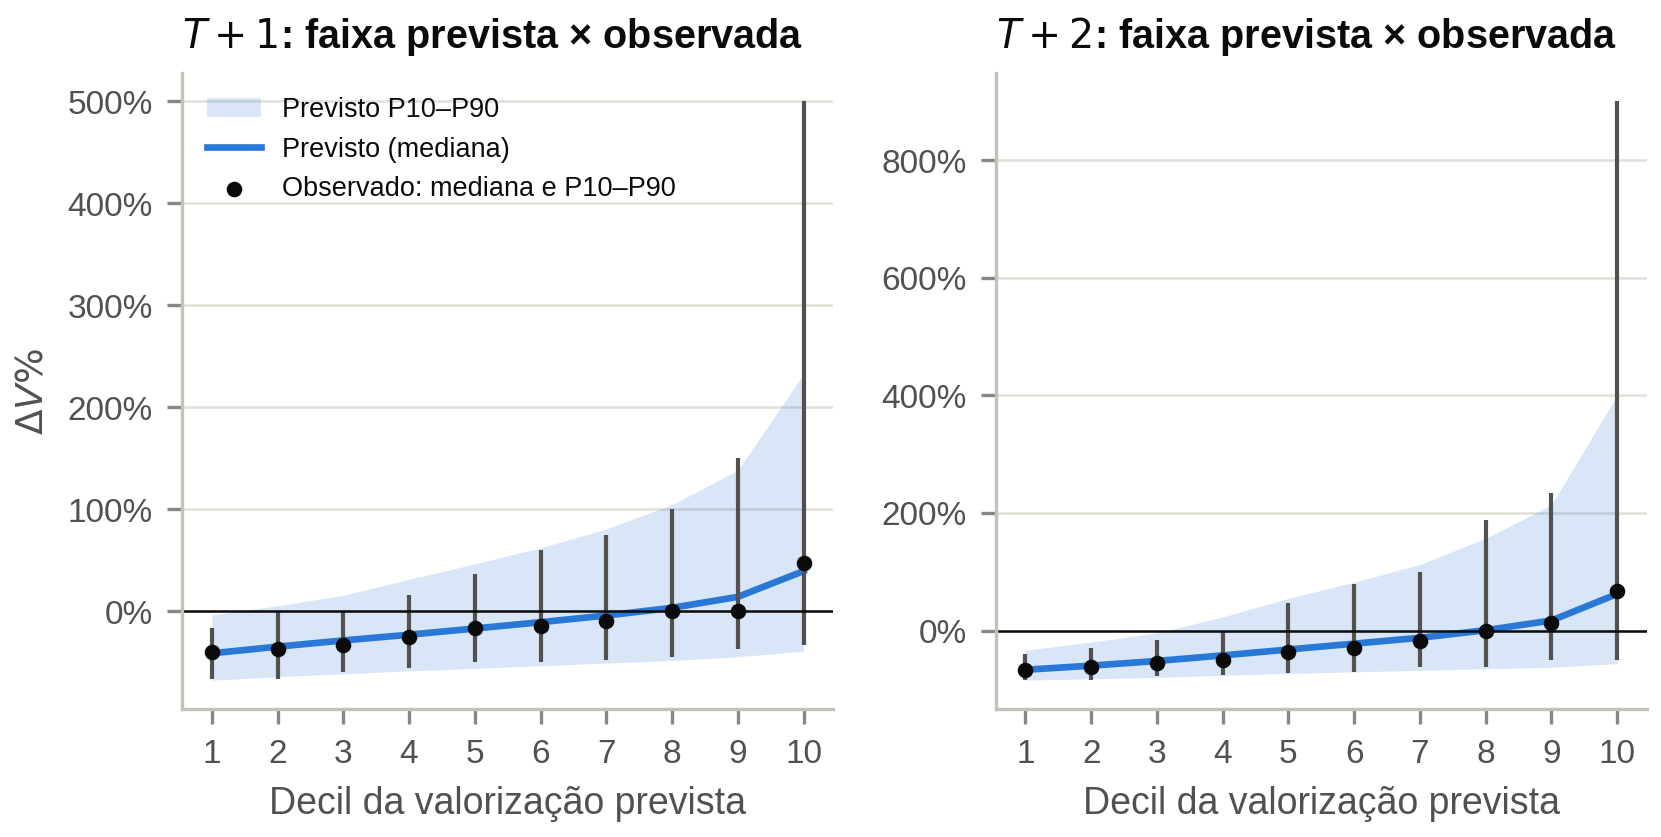 T + 1: faixa prevista × observada
500%
400%
300%
200%
100%
0%
ΔV%
Previsto P10–P90
Previsto (mediana)
Observado: mediana e P10–P90
1 2 3 4 5 6 7 8 9 10
Decil da valorização prevista
T + 2: faixa prevista × observada
800%
600%
400%
200%
0%
1 2 3 4 5 6 7 8 9 10
Decil da valorização prevista